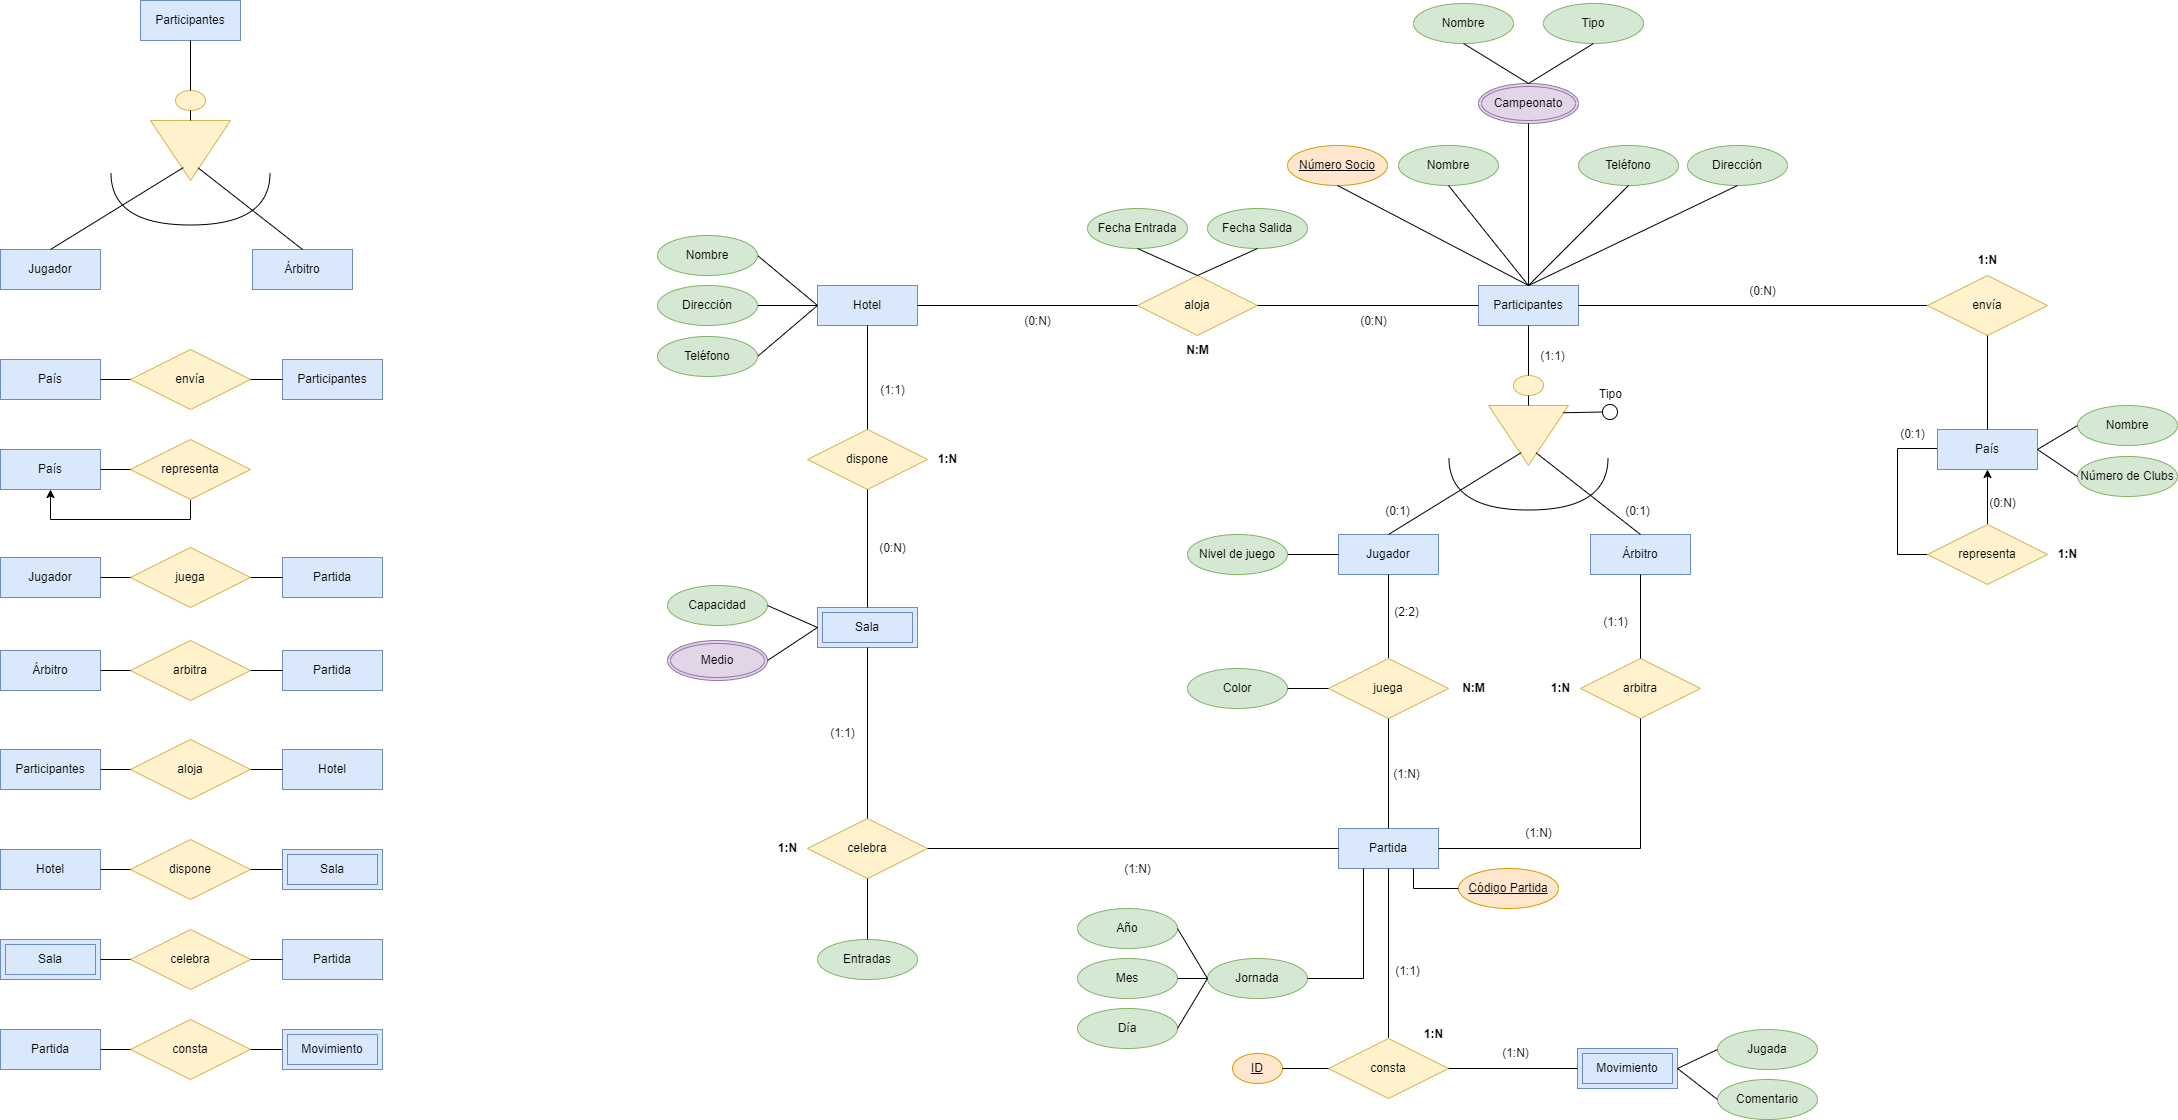 Participantes
Jugador
Árbitro
País
envía
Participantes
País
representa
Jugador
juega
Partida
Árbitro
arbitra
Partida
Participantes
aloja
Hotel
Hotel
dispone
Sala
Sala
celebra
Partida
Partida
consta
Movimiento
Nombre
Tipo
Campeonato
Número Socio
Nombre
Teléfono
Dirección
Fecha Entrada
Fecha Salida
Nombre
Dirección
Teléfono
Hotel
(0:N)
aloja
N:M
(0:N)
Participantes
(0:N)
1:N
envía
(1:1)
(1:1)
Tipo
dispone
1:N
(0:N)
(0:1)
(0:1)
(0:1)
País
Nombre
Número de Clubs
(0:N)
representa
1:N
Nivel de juego
Jugador
Árbitro
Capacidad
Medio
Sala
(2:2)
(1:1)
Color
juega
N:M
1:N
arbitra
(1:1)
(1:N)
(1:N)
1:N
celebra
(1:N)
Partida
Código Partida
Entradas
Año
Mes
Día
Jornada
(1:1)
1:N
ID
consta
(1:N)
Movimiento
Jugada
Comentario